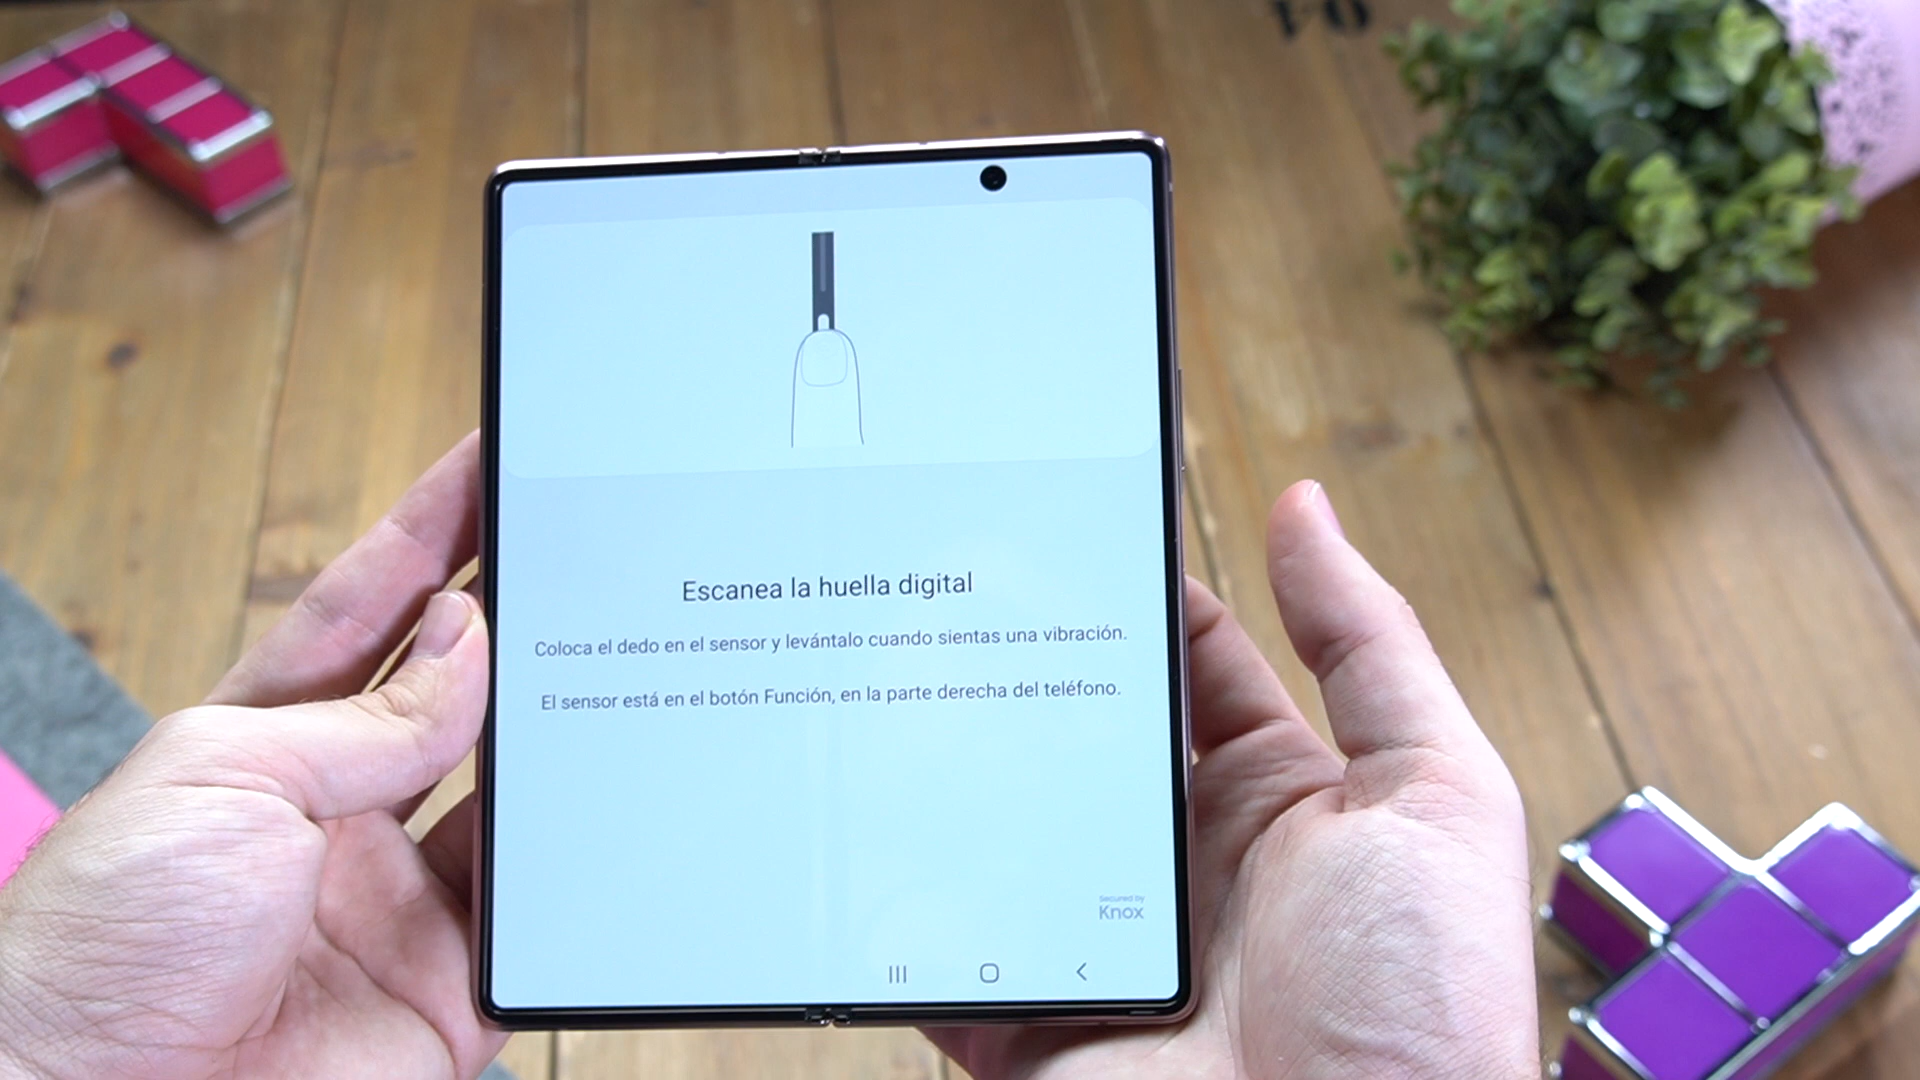 Escanea la huella digital
Coloca el dedo en el sensor y levántalo cuando sientas una vibración.
El sensor está en el botón Función, en la parte derecha del teléfono.
Secured by
Knox